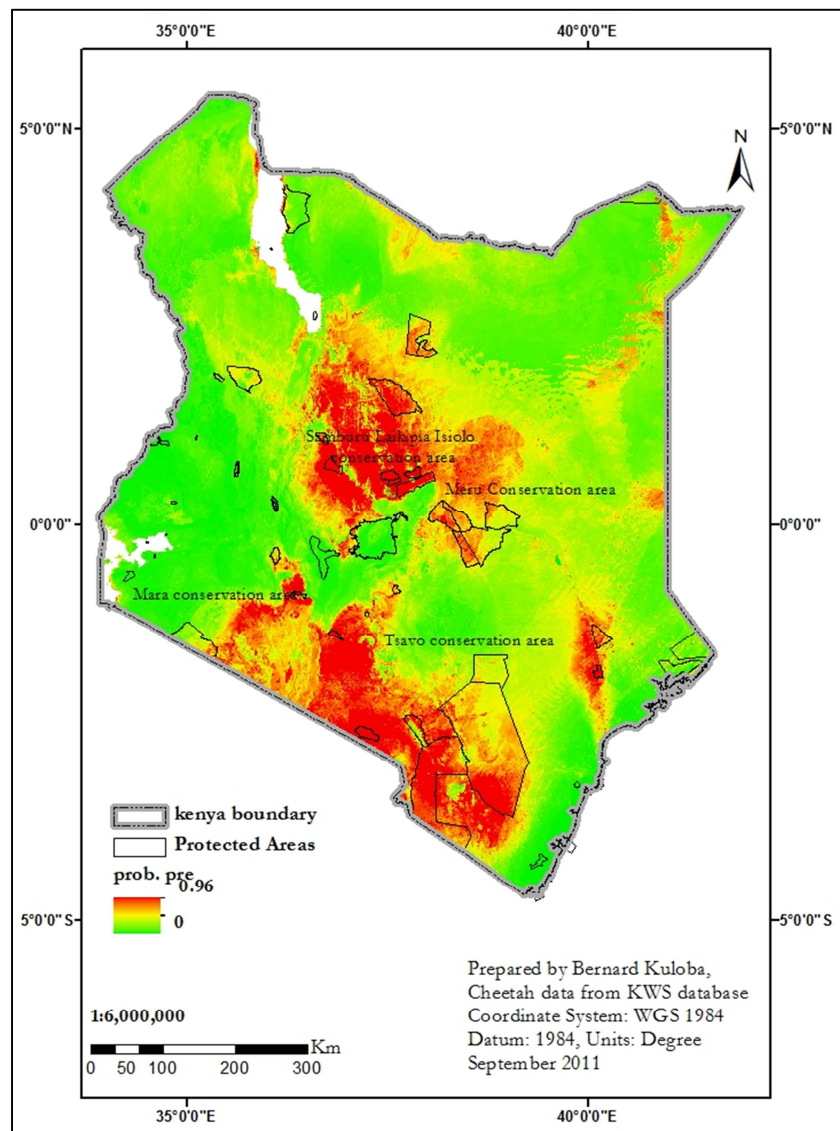 35°0'0"E
40°0'0"E
5°0'0"N
5°0'0"N
N
Samburu Laikipia Isiolo
conservation area
Meru Conservation area
0°0'0"
0°0'0"
Mara conservation area
Tsavo conservation area
kenya boundary
Protected Areas
prob. pre
0.96
0
5°0'0"S
5°0'0"S
Prepared by Bernard Kuloba,
Cheetah data from KWS database
Coordinate System: WGS 1984
Datum: 1984, Units: Degree
September 2011
1:6,000,000
Km
0 50 100 200 300
35°0'0"E
40°0'0"E